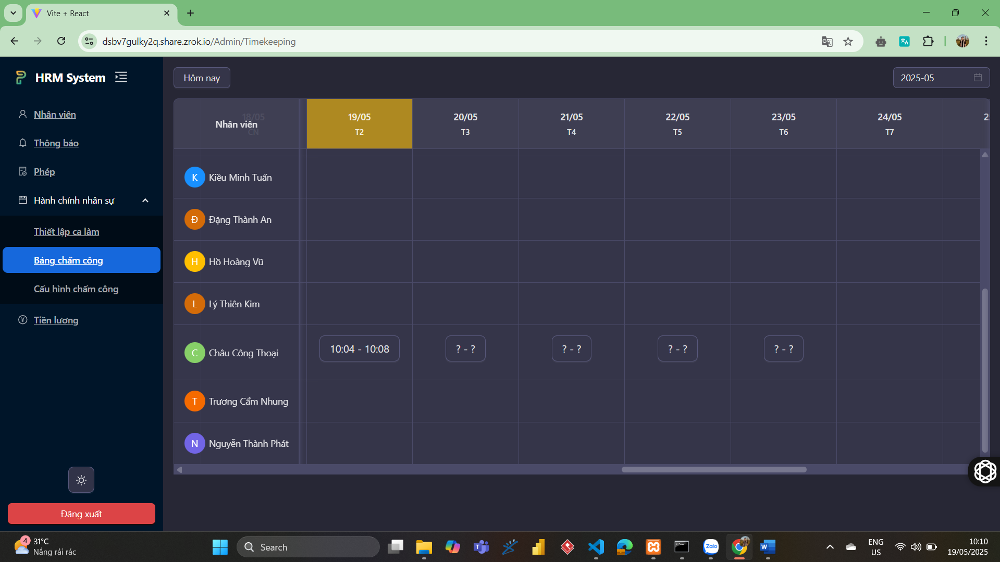 Vite + React
dsbv7gulky2q.share.zrok.io/Admin/Timekeeping
HRM System
Nhân viên
Thông báo
Phép
Hành chính nhân sự
Thiết lập ca làm
Bảng chấm công
Cấu hình chấm công
Tiền lương
Đăng xuất
Hôm nay
2025-05
Nhân viên
18/05
CN
19/05
T2
20/05
T3
21/05
T4
22/05
T5
23/05
T6
24/05
T7
2
K Kiều Minh Tuấn
Đ Đặng Thành An
H Hồ Hoàng Vũ
L Lý Thiên Kim
C Châu Công Thoại
10:04 - 10:08
? - ?
? - ?
? - ?
? - ?
T Trương Cẩm Nhung
N Nguyễn Thành Phát
4
31°C
Nắng rải rác
Search
Zalo
ENG
US
10:10
19/05/2025